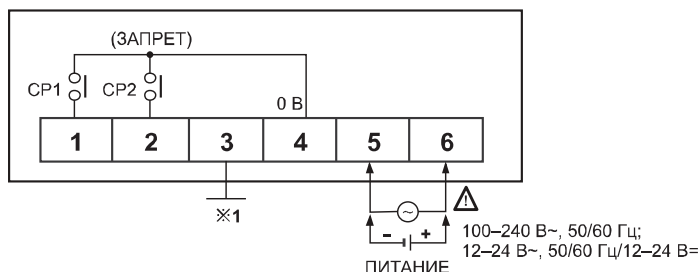 (ЗАПРЕТ)
CP1
CP2
0 В
1 2 3 4 5 6
※1
~
⚠
− +
100–240 В~, 50/60 Гц;
12–24 В~, 50/60 Гц/12–24 В=
ПИТАНИЕ